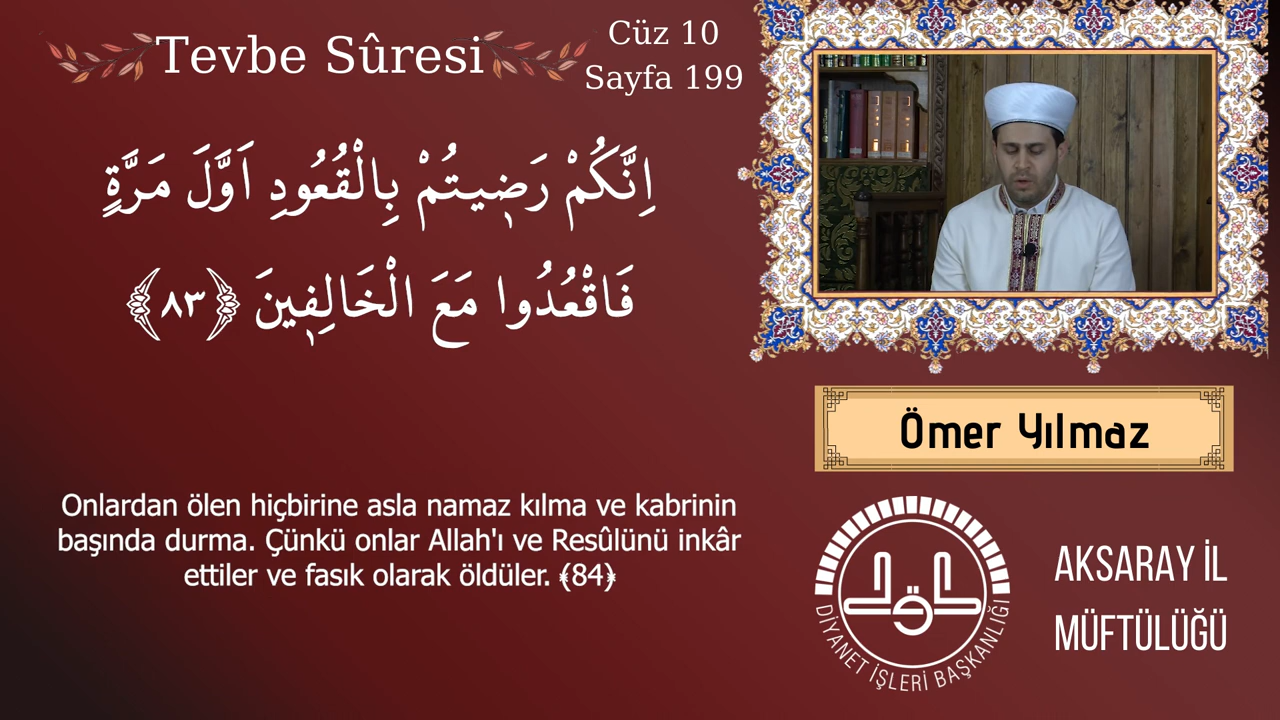 Tevbe Sûresi
Cüz 10
Sayfa 199
اِنَّكُمْ رَض۪يتُمْ بِالْقُعُودِ اَوَّلَ مَرَّةٍ
فَاقْعُدُوا مَعَ الْخَالِف۪ينَ ﴿٨٣﴾
Onlardan ölen hiçbirine asla namaz kılma ve kabrinin
başında durma. Çünkü onlar Allah'ı ve Resûlünü inkâr
ettiler ve fasık olarak öldüler. ﴾84﴿
Ömer Yılmaz
DİYANET İŞLERİ BAŞKANLIĞI
AKSARAY İL
MÜFTÜLÜĞÜ